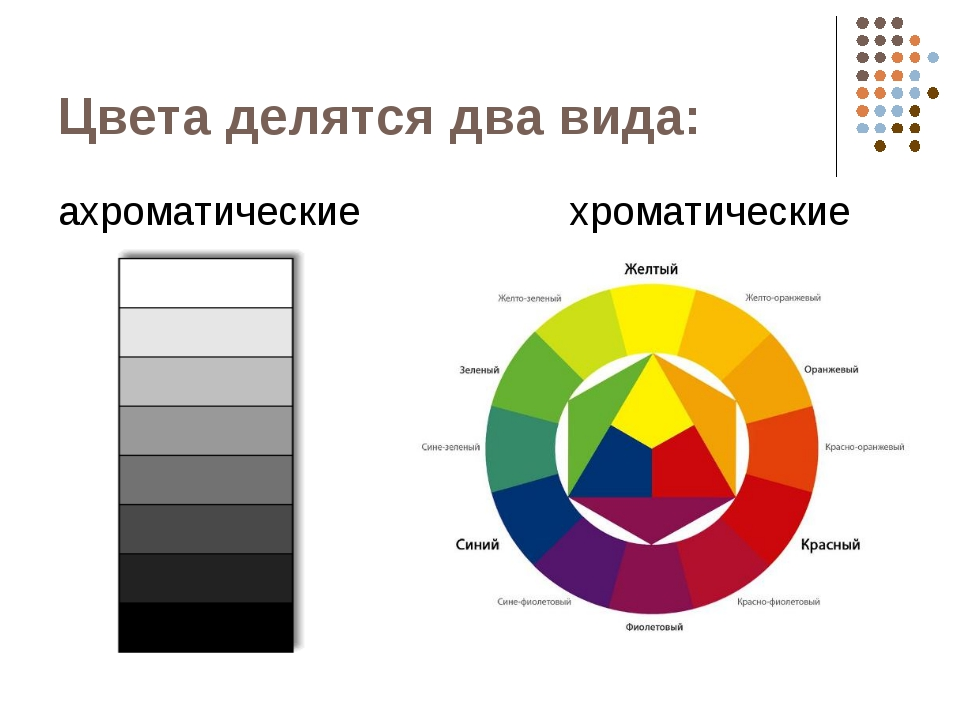 Цвета делятся два вида:
ахроматические
хроматические
Желтый
Желто-зеленый
Желто-оранжевый
Зеленый
Оранжевый
Сине-зеленый
Красно-оранжевый
Синий
Красный
Сине-фиолетовый
Красно-фиолетовый
Фиолетовый